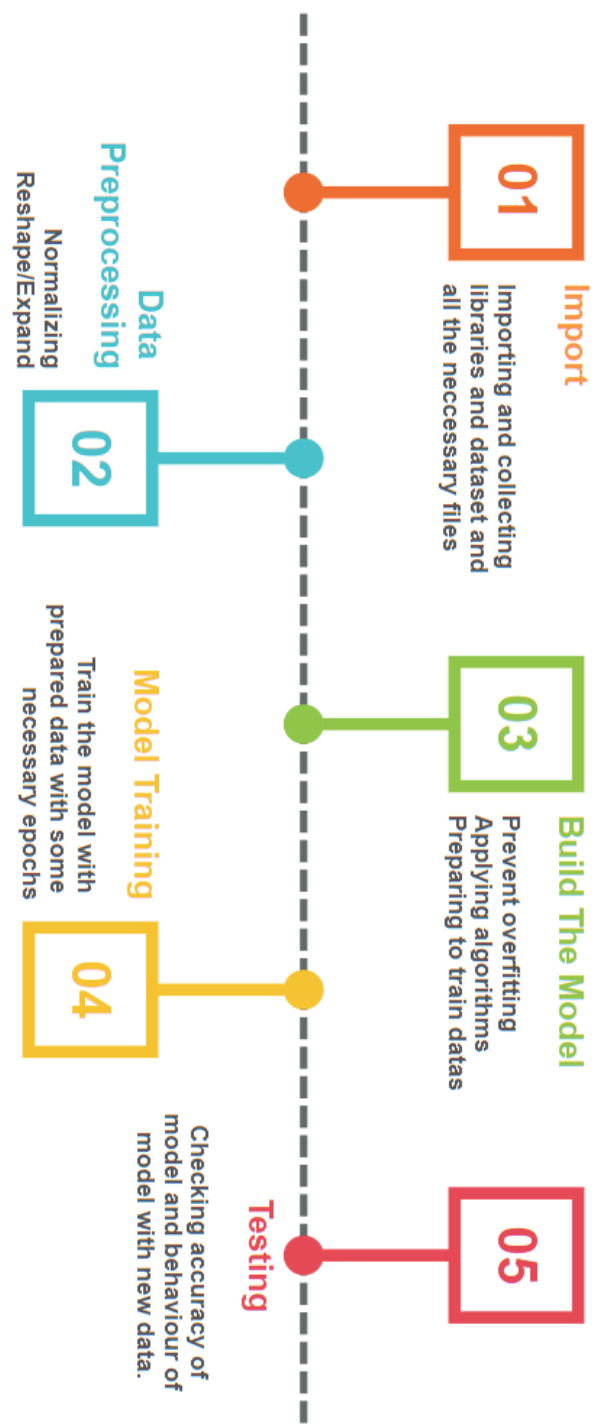 01
Import
Importing and collecting
libraries and dataset and
all the neccessary files
Data
Preprocessing
Normalizing
Reshape/Expand
02
03
Build The Model
Prevent overfitting
Applying algorithms
Preparing to train datas
Model Training
Train the model with
prepared data with some
necessary epochs
04
05
Testing
Checking accuracy of
model and behaviour of
model with new data.